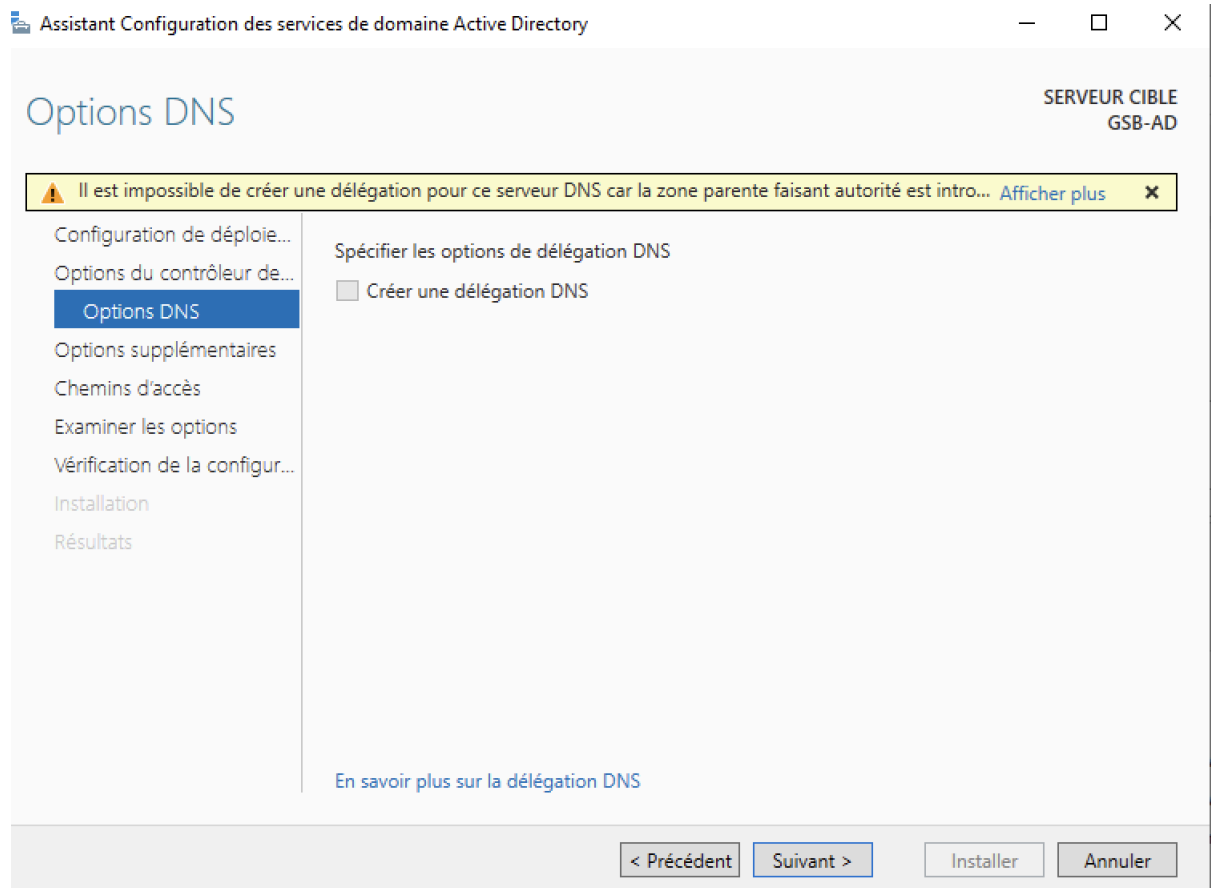 Assistant Configuration des services de domaine Active Directory
Options DNS
SERVEUR CIBLE
GSB-AD
Il est impossible de créer une délégation pour ce serveur DNS car la zone parente faisant autorité est intro... Afficher plus
Configuration de déploie...
Options du contrôleur de...
Options DNS
Options supplémentaires
Chemins d'accès
Examiner les options
Vérification de la configur...
Installation
Résultats
Spécifier les options de délégation DNS
Créer une délégation DNS
En savoir plus sur la délégation DNS
< Précédent
Suivant >
Installer
Annuler